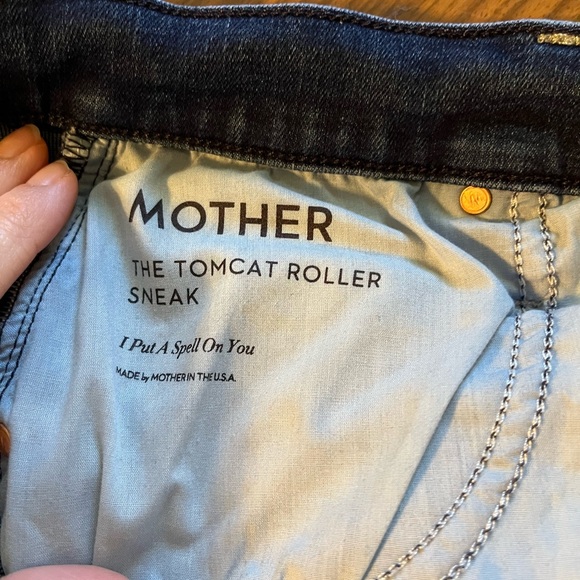 MOTHER
THE TOMCAT ROLLER
SNEAK
I Put A Spell On You
MADE by MOTHER IN THE U.S.A.